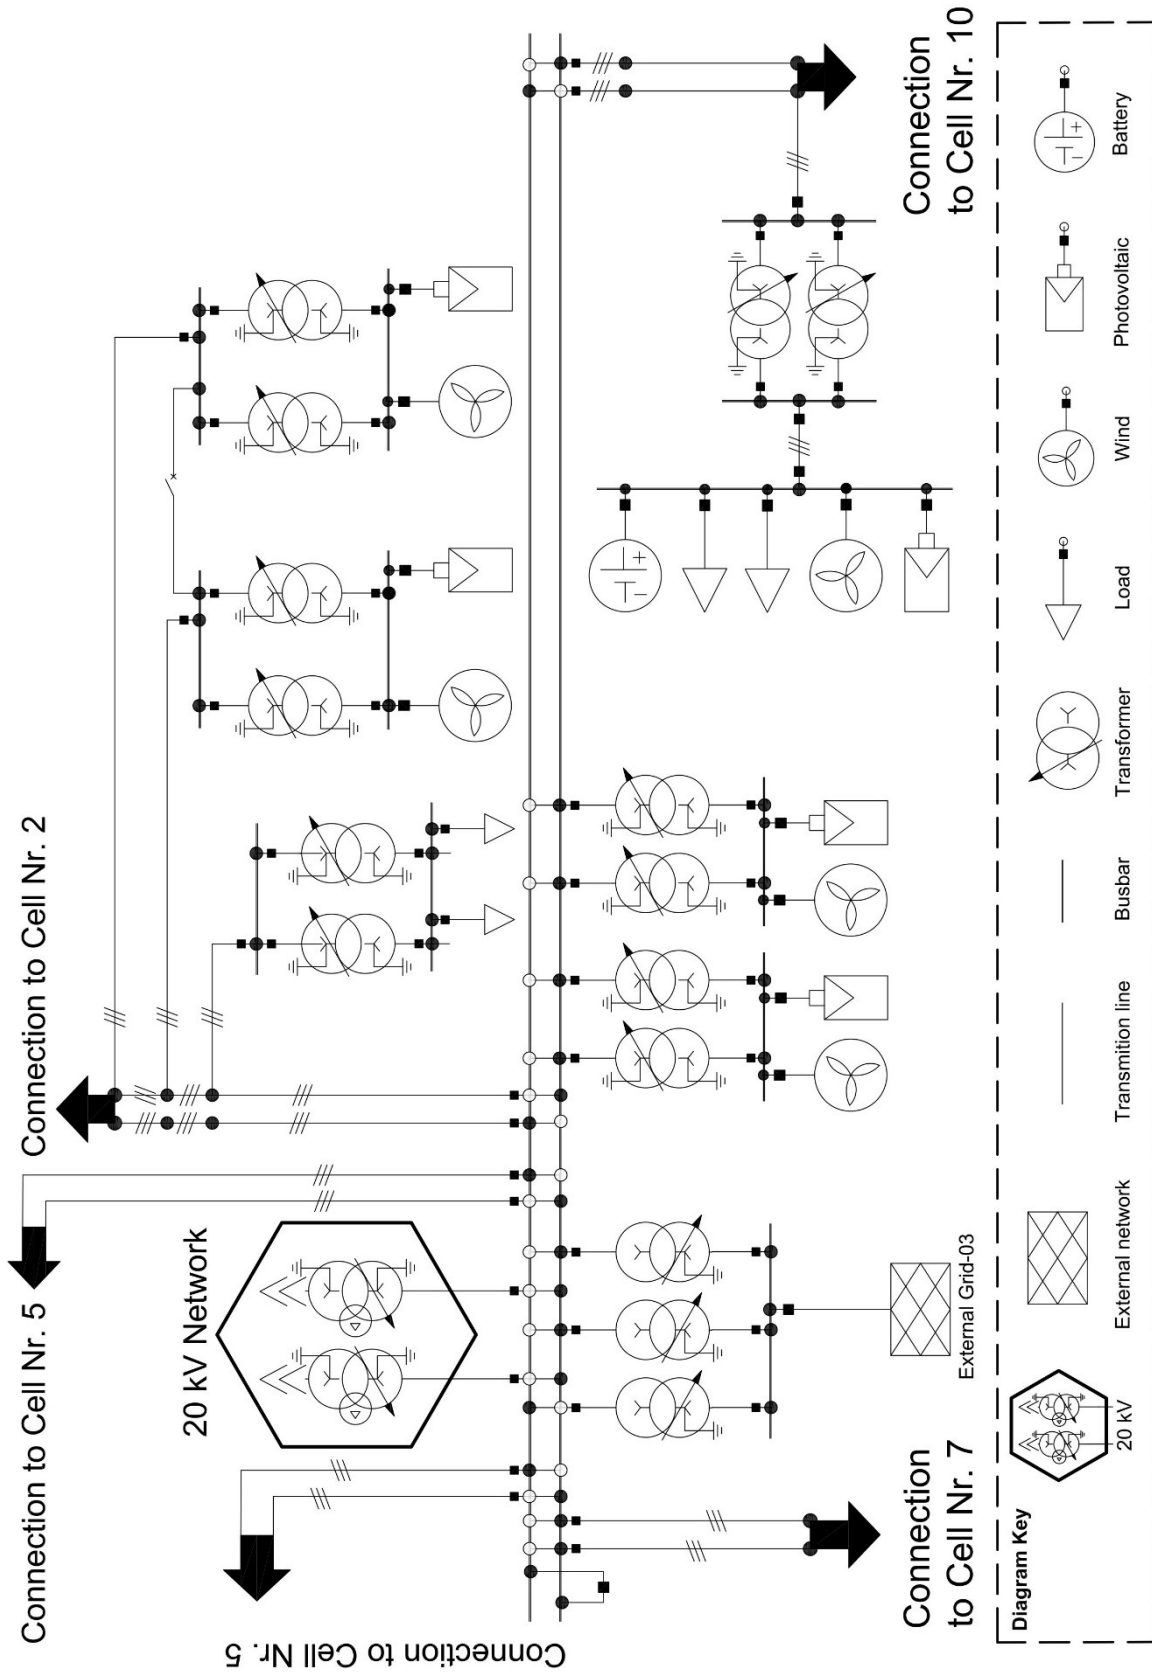 Connection to Cell Nr. 5
Connection to Cell Nr. 2
20 kV Network
Connection to Cell Nr. 5
Connection
to Cell Nr. 7
External Grid-03
Connection
to Cell Nr. 10
Diagram Key
20 kV
External network
Transmition line
Busbar
Transformer
Load
Wind
Photovoltaic
Battery